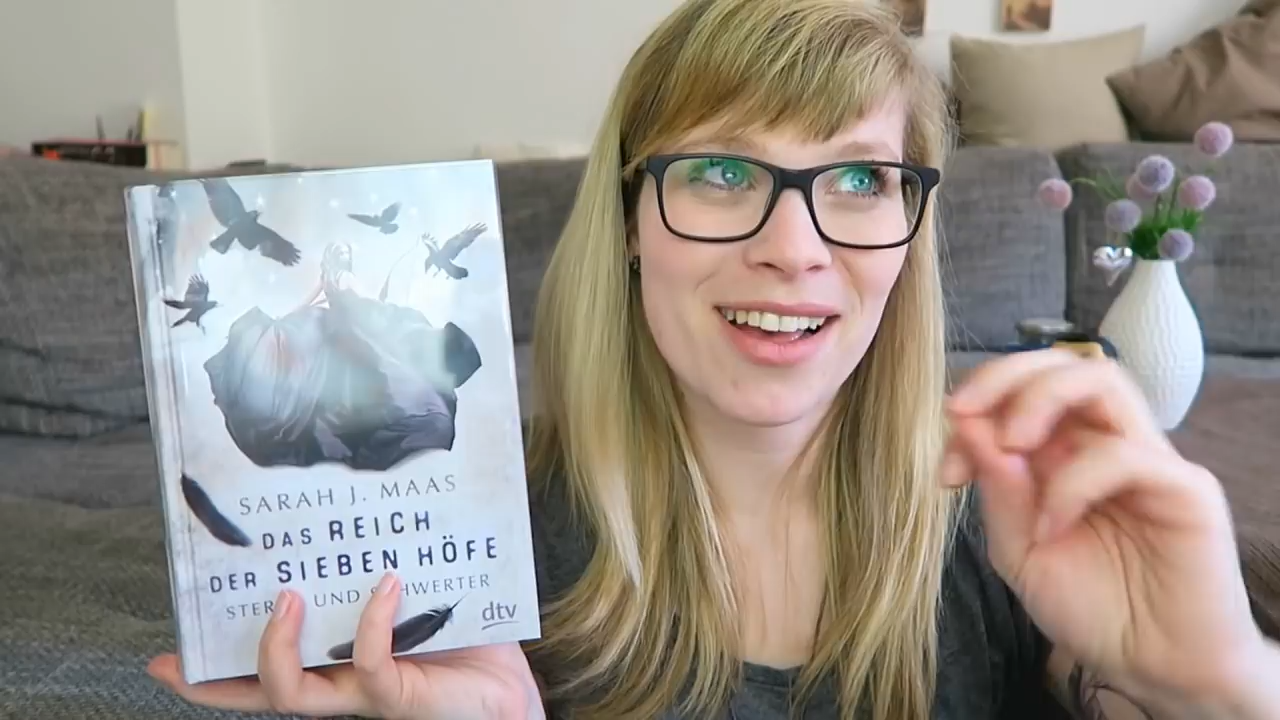 SARAH J. MAAS
DAS REICH
DER SIEBEN HÖFE
UND
dtv